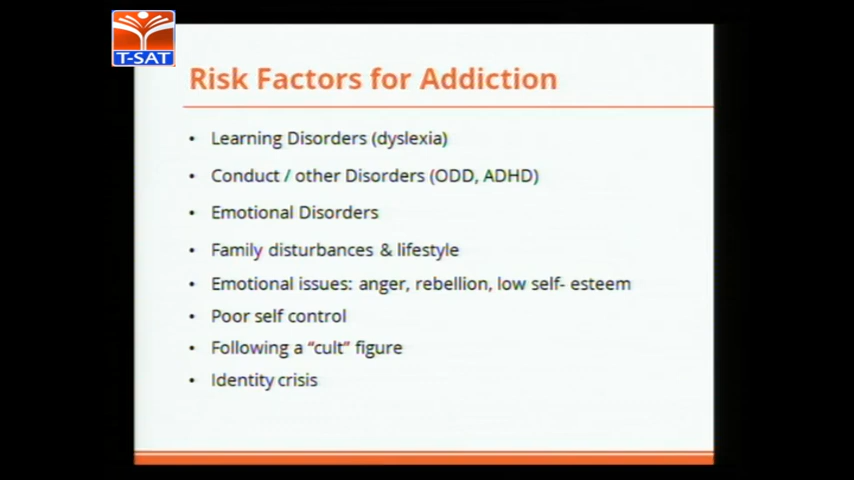 T-SAT
Risk Factors for Addiction
• Learning Disorders (dyslexia)
• Conduct / other Disorders (ODD, ADHD)
• Emotional Disorders
• Family disturbances & lifestyle
• Emotional issues: anger, rebellion, low self- esteem
• Poor self control
• Following a “cult” figure
• Identity crisis